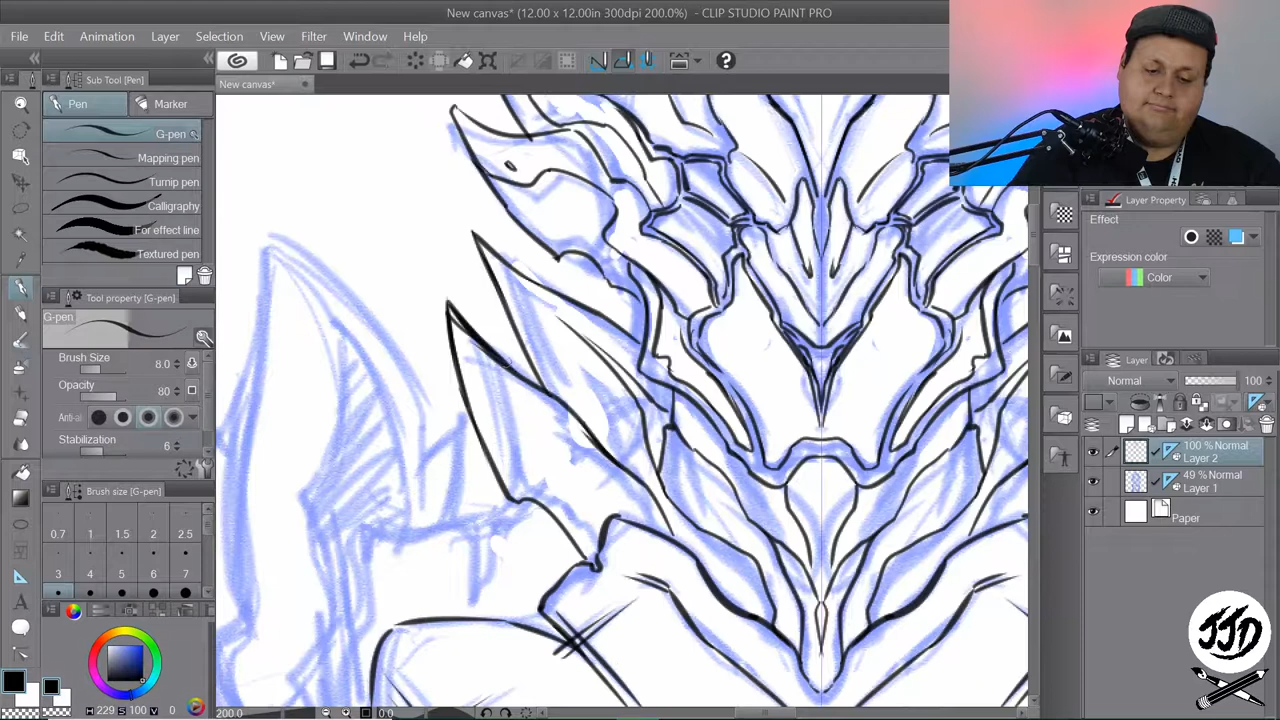 New canvas* (12.00 x 12.00in 300dpi 200.0%) - CLIP STUDIO PAINT PRO
File Edit Animation Layer Selection View Filter Window Help
New canvas*
Sub Tool [Pen]
Pen
Marker
G-pen
Mapping pen
Turnip pen
Calligraphy
For effect line
Textured pen
Tool property [G-pen]
G-pen
Brush Size 8.0
Opacity 80
Anti-al
Stabilization 6
Brush size [G-pen]
0.7 1 1.5 2 2.5
3 4 5 6 7
H 229 S 100 V 0
200.0
0.0
Layer Property
Effect
Expression color
Color
Layer
Normal 100
100 % Normal
Layer 2
49 % Normal
Layer 1
Paper
JJD